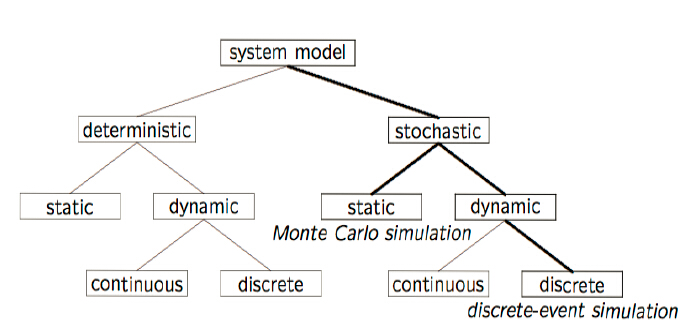 system model
deterministic
stochastic
static
dynamic
static
dynamic
Monte Carlo simulation
continuous
discrete
continuous
discrete
discrete-event simulation